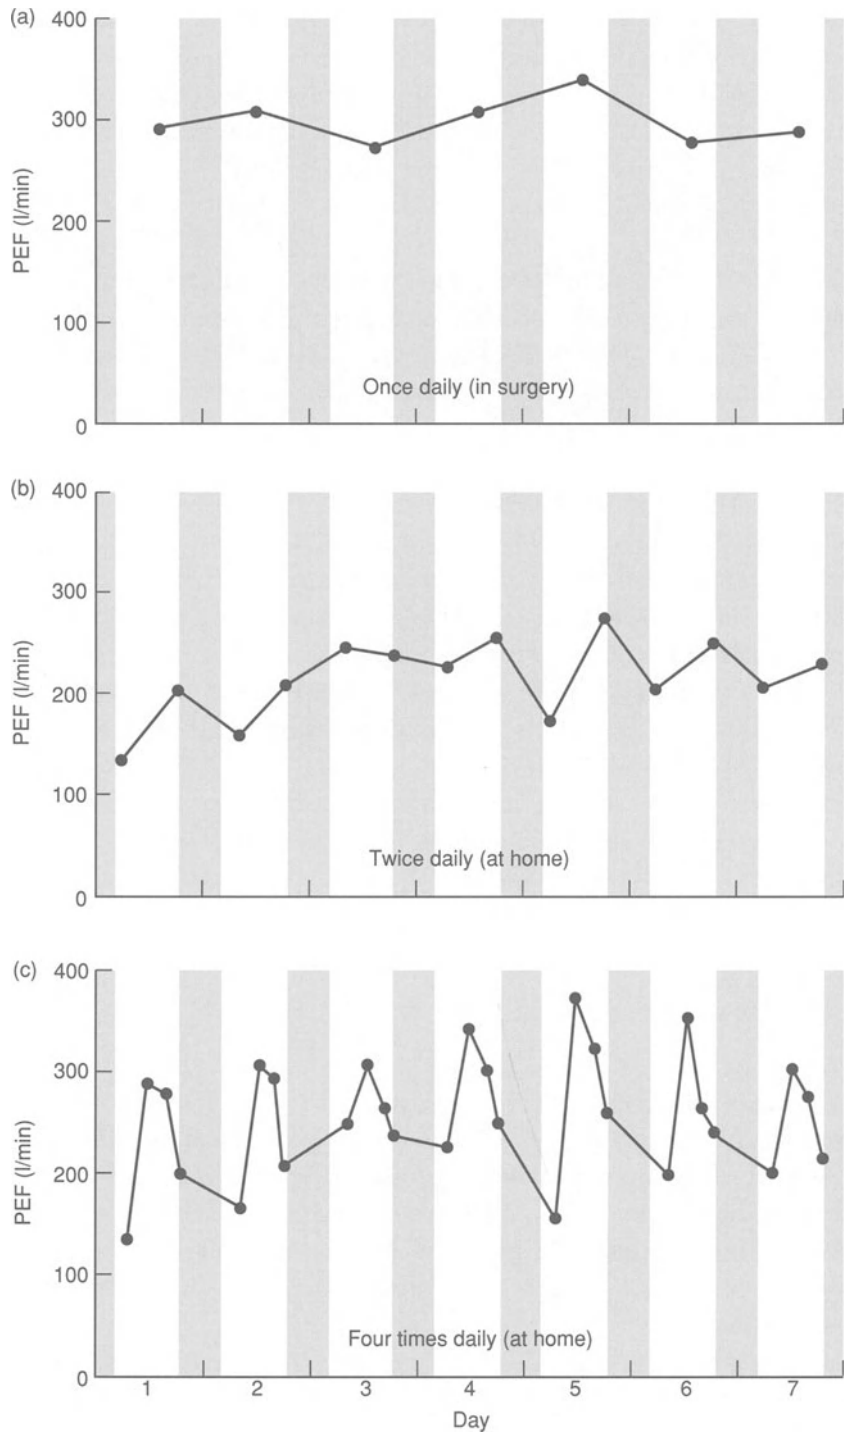 (a)
400
300
200
100
0
PEF (l/min)
Once daily (in surgery)
(b)
400
300
200
100
0
PEF (l/min)
Twice daily (at home)
(c)
400
300
200
100
0
PEF (l/min)
Four times daily (at home)
1 2 3 4 5 6 7
Day